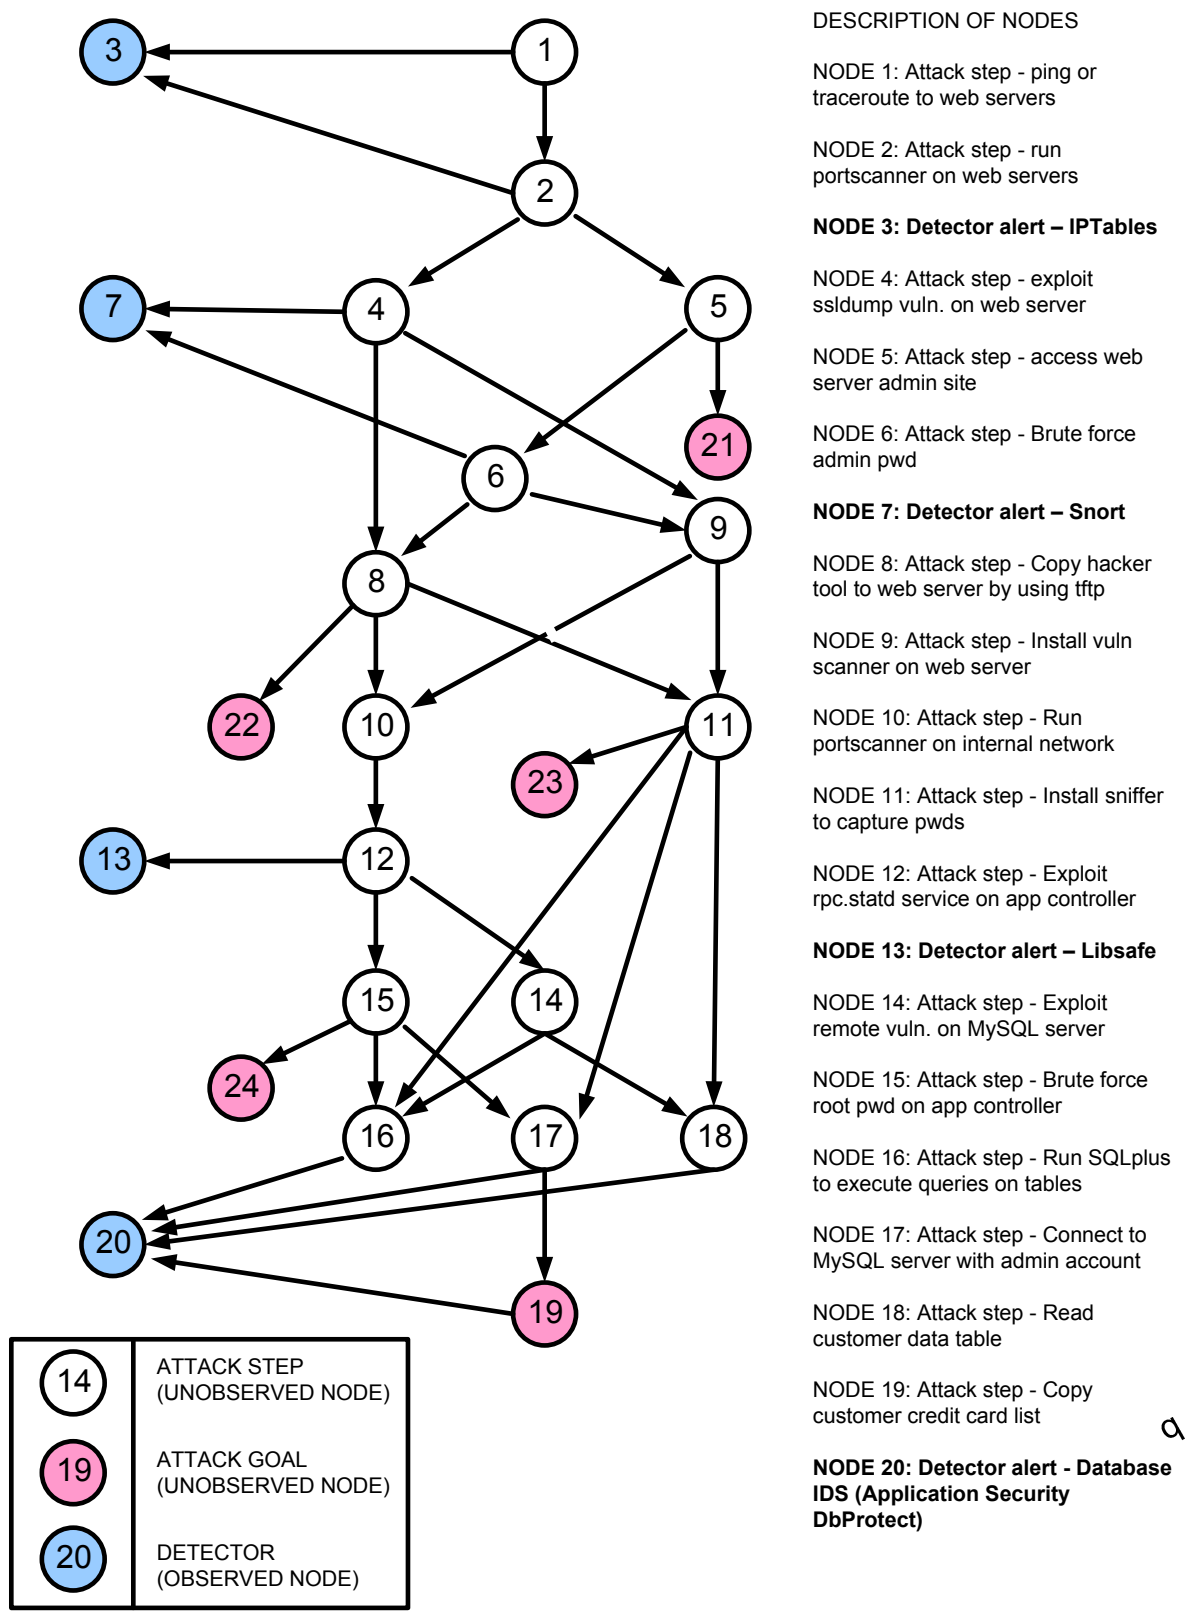 3
1
2
7
4
5
21
6
9
8
22
10
11
23
13
12
15
14
24
16
17
18
20
19
14
ATTACK STEP
(UNOBSERVED NODE)
19
ATTACK GOAL
(UNOBSERVED NODE)
20
DETECTOR
(OBSERVED NODE)
DESCRIPTION OF NODES
NODE 1: Attack step - ping or
traceroute to web servers
NODE 2: Attack step - run
portscanner on web servers
NODE 3: Detector alert – IPTables
NODE 4: Attack step - exploit
ssldump vuln. on web server
NODE 5: Attack step - access web
server admin site
NODE 6: Attack step - Brute force
admin pwd
NODE 7: Detector alert – Snort
NODE 8: Attack step - Copy hacker
tool to web server by using tftp
NODE 9: Attack step - Install vuln
scanner on web server
NODE 10: Attack step - Run
portscanner on internal network
NODE 11: Attack step - Install sniffer
to capture pwds
NODE 12: Attack step - Exploit
rpc.statd service on app controller
NODE 13: Detector alert – Libsafe
NODE 14: Attack step - Exploit
remote vuln. on MySQL server
NODE 15: Attack step - Brute force
root pwd on app controller
NODE 16: Attack step - Run SQLplus
to execute queries on tables
NODE 17: Attack step - Connect to
MySQL server with admin account
NODE 18: Attack step - Read
customer data table
NODE 19: Attack step - Copy
customer credit card list
NODE 20: Detector alert - Database
IDS (Application Security
DbProtect)